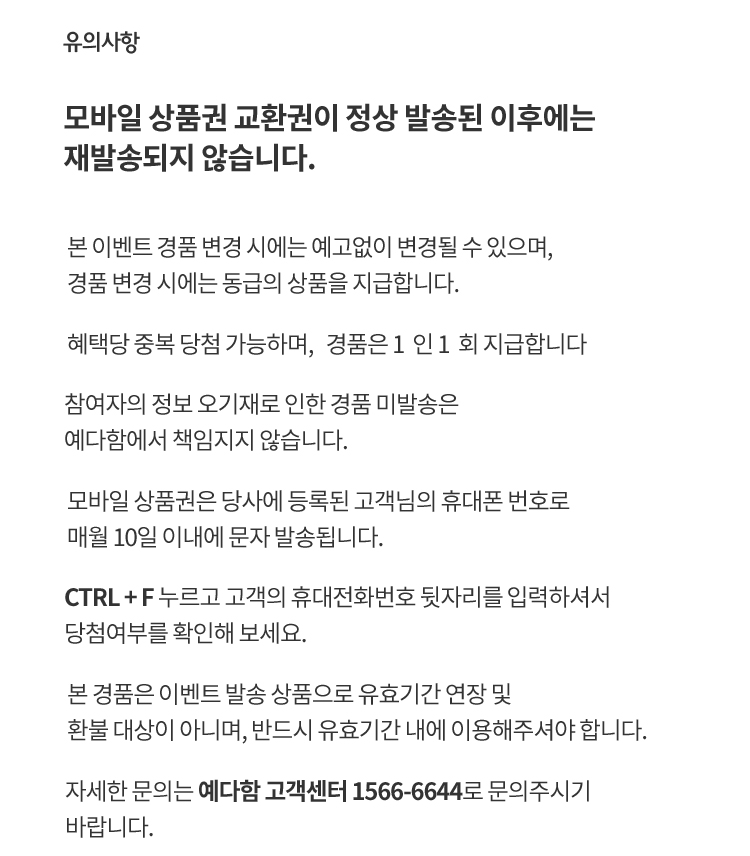 유의사항
모바일 상품권 교환권이 정상 발송된 이후에는
재발송되지 않습니다.
본 이벤트 경품 변경 시에는 예고없이 변경될 수 있으며,
경품 변경 시에는 동급의 상품을 지급합니다.
혜택당 중복 당첨 가능하며, 경품은 1 인 1 회 지급합니다
참여자의 정보 오기재로 인한 경품 미발송은
예다함에서 책임지지 않습니다.
모바일 상품권은 당사에 등록된 고객님의 휴대폰 번호로
매월 10일 이내에 문자 발송됩니다.
CTRL + F 누르고 고객의 휴대전화번호 뒷자리를 입력하셔서
당첨여부를 확인해 보세요.
본 경품은 이벤트 발송 상품으로 유효기간 연장 및
환불 대상이 아니며, 반드시 유효기간 내에 이용해주셔야 합니다.
자세한 문의는 예다함 고객센터 1566-6644로 문의주시기
바랍니다.